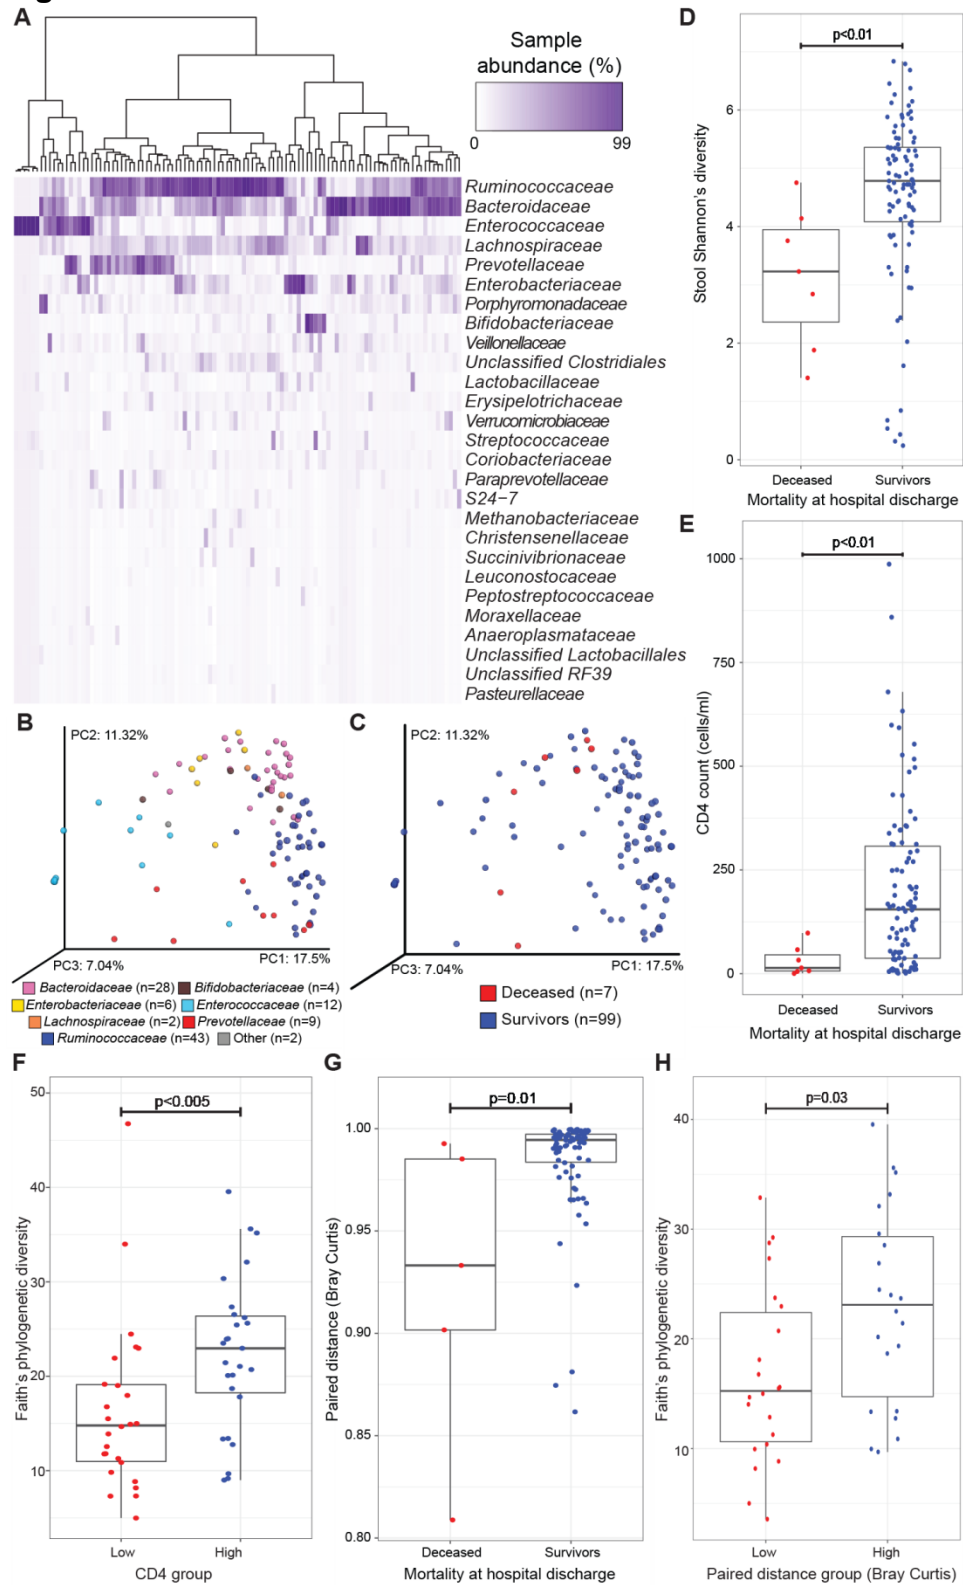 A
Sample
abundance (%)
0
99
Ruminococcaceae
Bacteroidaceae
Enterococcaceae
Lachnospiraceae
Prevotellaceae
Enterobacteriaceae
Porphyromonadaceae
Bifidobacteriaceae
Veillonellaceae
Unclassified Clostridiales
Lactobacillaceae
Erysipelotrichaceae
Verrucomicrobiaceae
Streptococcaceae
Coriobacteriaceae
Paraprevotellaceae
S24-7
Methanobacteriaceae
Christensenellaceae
Succinivibrionaceae
Leuconostocaceae
Peptostreptococcaceae
Moraxellaceae
Anaeroplasmataceae
Unclassified Lactobacillales
Unclassified RF39
Pasteurellaceae
D
p<0.01
Stool Shannon's diversity
6
4
2
0
Deceased
Survivors
Mortality at hospital discharge
E
p<0.01
CD4 count (cells/ml)
1000
750
500
250
0
Deceased
Survivors
Mortality at hospital discharge
B
PC2: 11.32%
PC3: 7.04%
PC1: 17.5%
Bacteroidaceae (n=28) Bifidobacteriaceae (n=4)
Enterobacteriaceae (n=6) Enterococcaceae (n=12)
Lachnospiraceae (n=2) Prevotellaceae (n=9)
Ruminococcaceae (n=43) Other (n=2)
C
PC2: 11.32%
PC3: 7.04%
PC1: 17.5%
Deceased (n=7)
Survivors (n=99)
F
p<0.005
Faith's phylogenetic diversity
50
40
30
20
10
Low
High
CD4 group
G
p=0.01
Paired distance (Bray Curtis)
1.00
0.95
0.90
0.85
0.80
Deceased
Survivors
Mortality at hospital discharge
H
p=0.03
Faith's phylogenetic diversity
40
30
20
10
Low
High
Paired distance group (Bray Curtis)